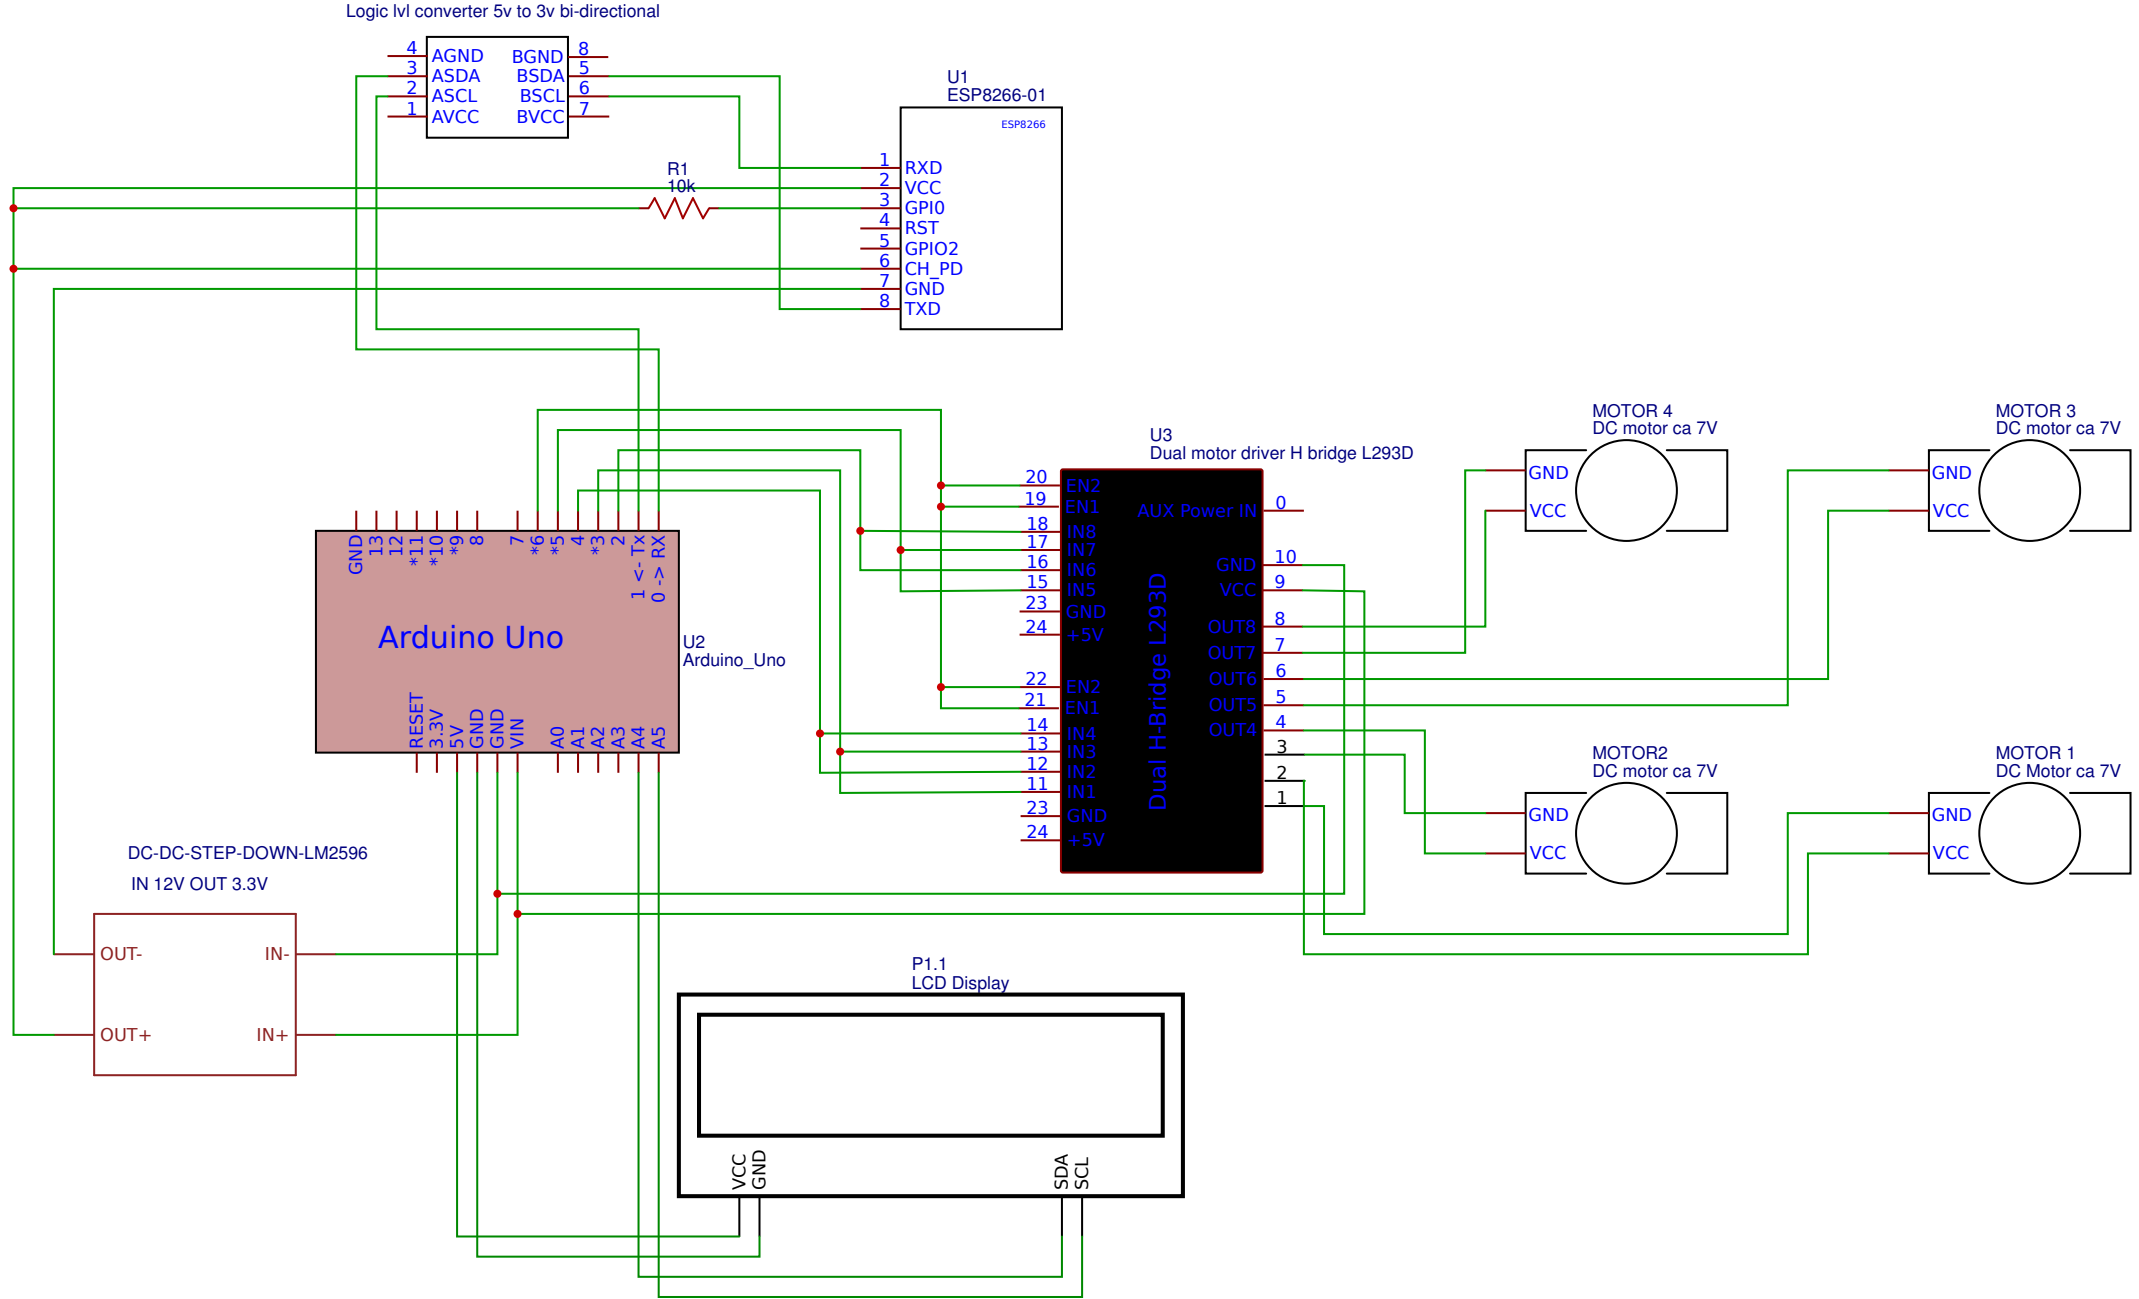 Logic lvl converter 5v to 3v bi-directional
4 AGND BGND 8
3 ASDA BSDA 5
2 ASCL BSCL 6
1 AVCC BVCC 7
U1
ESP8266-01
ESP8266
1 RXD
2 VCC
3 GPI0
4 RST
5 GPIO2
6 CH_PD
7 GND
8 TXD
R1
10k
U3
Dual motor driver H bridge L293D
20 EN2
19 EN1
18 IN8
17 IN7
16 IN6
15 IN5
23 GND
24 +5V
22 EN2
21 EN1
14 IN4
13 IN3
12 IN2
11 IN1
23 GND
24 +5V
Dual H-Bridge L293D
AUX Power IN 0
GND 10
VCC 9
OUT8 8
OUT7 7
OUT6 6
OUT5 5
OUT4 4
3
2
1
MOTOR 4
DC motor ca 7V
GND
VCC
MOTOR 3
DC motor ca 7V
GND
VCC
MOTOR2
DC motor ca 7V
GND
VCC
MOTOR 1
DC Motor ca 7V
GND
VCC
GND
13
12
*11
*10
*9
8
7
*6
*5
4
*3
2
1 <- Tx
0 -> RX
Arduino Uno
U2
Arduino_Uno
RESET
3.3V
5V
GND
GND
VIN
A0
A1
A2
A3
A4
A5
DC-DC-STEP-DOWN-LM2596
IN 12V OUT 3.3V
OUT- IN-
OUT+ IN+
P1.1
LCD Display
VCC
GND
SDA
SCL